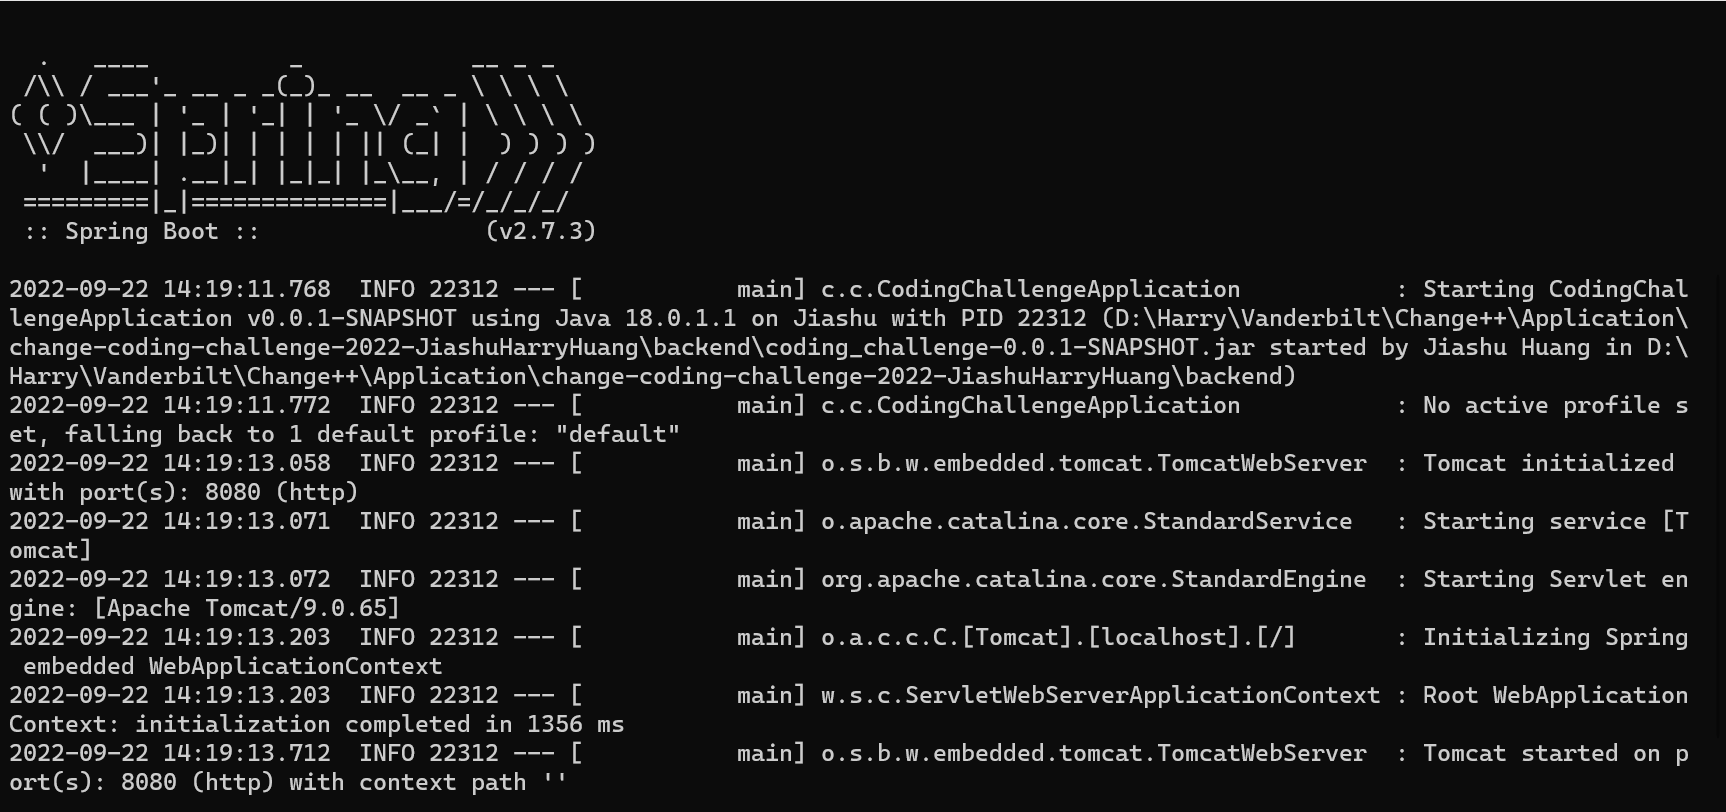 .   ____          _            __ _ _
 /\\ / ___'_ __ _ _(_)_ __  __ _ \ \ \ \
( ( )\___ | '_ | '_| | '_ \/ _` | \ \ \ \
 \\/  ___)| |_)| | | | | || (_| |  ) ) ) )
  '  |____| .__|_| |_|_| |_\__, | / / / /
 =========|_|==============|___/=/_/_/_/
 :: Spring Boot ::                (v2.7.3)

2022-09-22 14:19:11.768  INFO 22312 --- [           main] c.c.CodingChallengeApplication           : Starting CodingChal
lengeApplication v0.0.1-SNAPSHOT using Java 18.0.1.1 on Jiashu with PID 22312 (D:\Harry\Vanderbilt\Change++\Application\
change-coding-challenge-2022-JiashuHarryHuang\backend\coding_challenge-0.0.1-SNAPSHOT.jar started by Jiashu Huang in D:\
Harry\Vanderbilt\Change++\Application\change-coding-challenge-2022-JiashuHarryHuang\backend)
2022-09-22 14:19:11.772  INFO 22312 --- [           main] c.c.CodingChallengeApplication           : No active profile s
et, falling back to 1 default profile: "default"
2022-09-22 14:19:13.058  INFO 22312 --- [           main] o.s.b.w.embedded.tomcat.TomcatWebServer  : Tomcat initialized
with port(s): 8080 (http)
2022-09-22 14:19:13.071  INFO 22312 --- [           main] o.apache.catalina.core.StandardService   : Starting service [T
omcat]
2022-09-22 14:19:13.072  INFO 22312 --- [           main] org.apache.catalina.core.StandardEngine  : Starting Servlet en
gine: [Apache Tomcat/9.0.65]
2022-09-22 14:19:13.203  INFO 22312 --- [           main] o.a.c.c.C.[Tomcat].[localhost].[/]       : Initializing Spring
 embedded WebApplicationContext
2022-09-22 14:19:13.203  INFO 22312 --- [           main] w.s.c.ServletWebServerApplicationContext : Root WebApplication
Context: initialization completed in 1356 ms
2022-09-22 14:19:13.712  INFO 22312 --- [           main] o.s.b.w.embedded.tomcat.TomcatWebServer  : Tomcat started on p
ort(s): 8080 (http) with context path ''